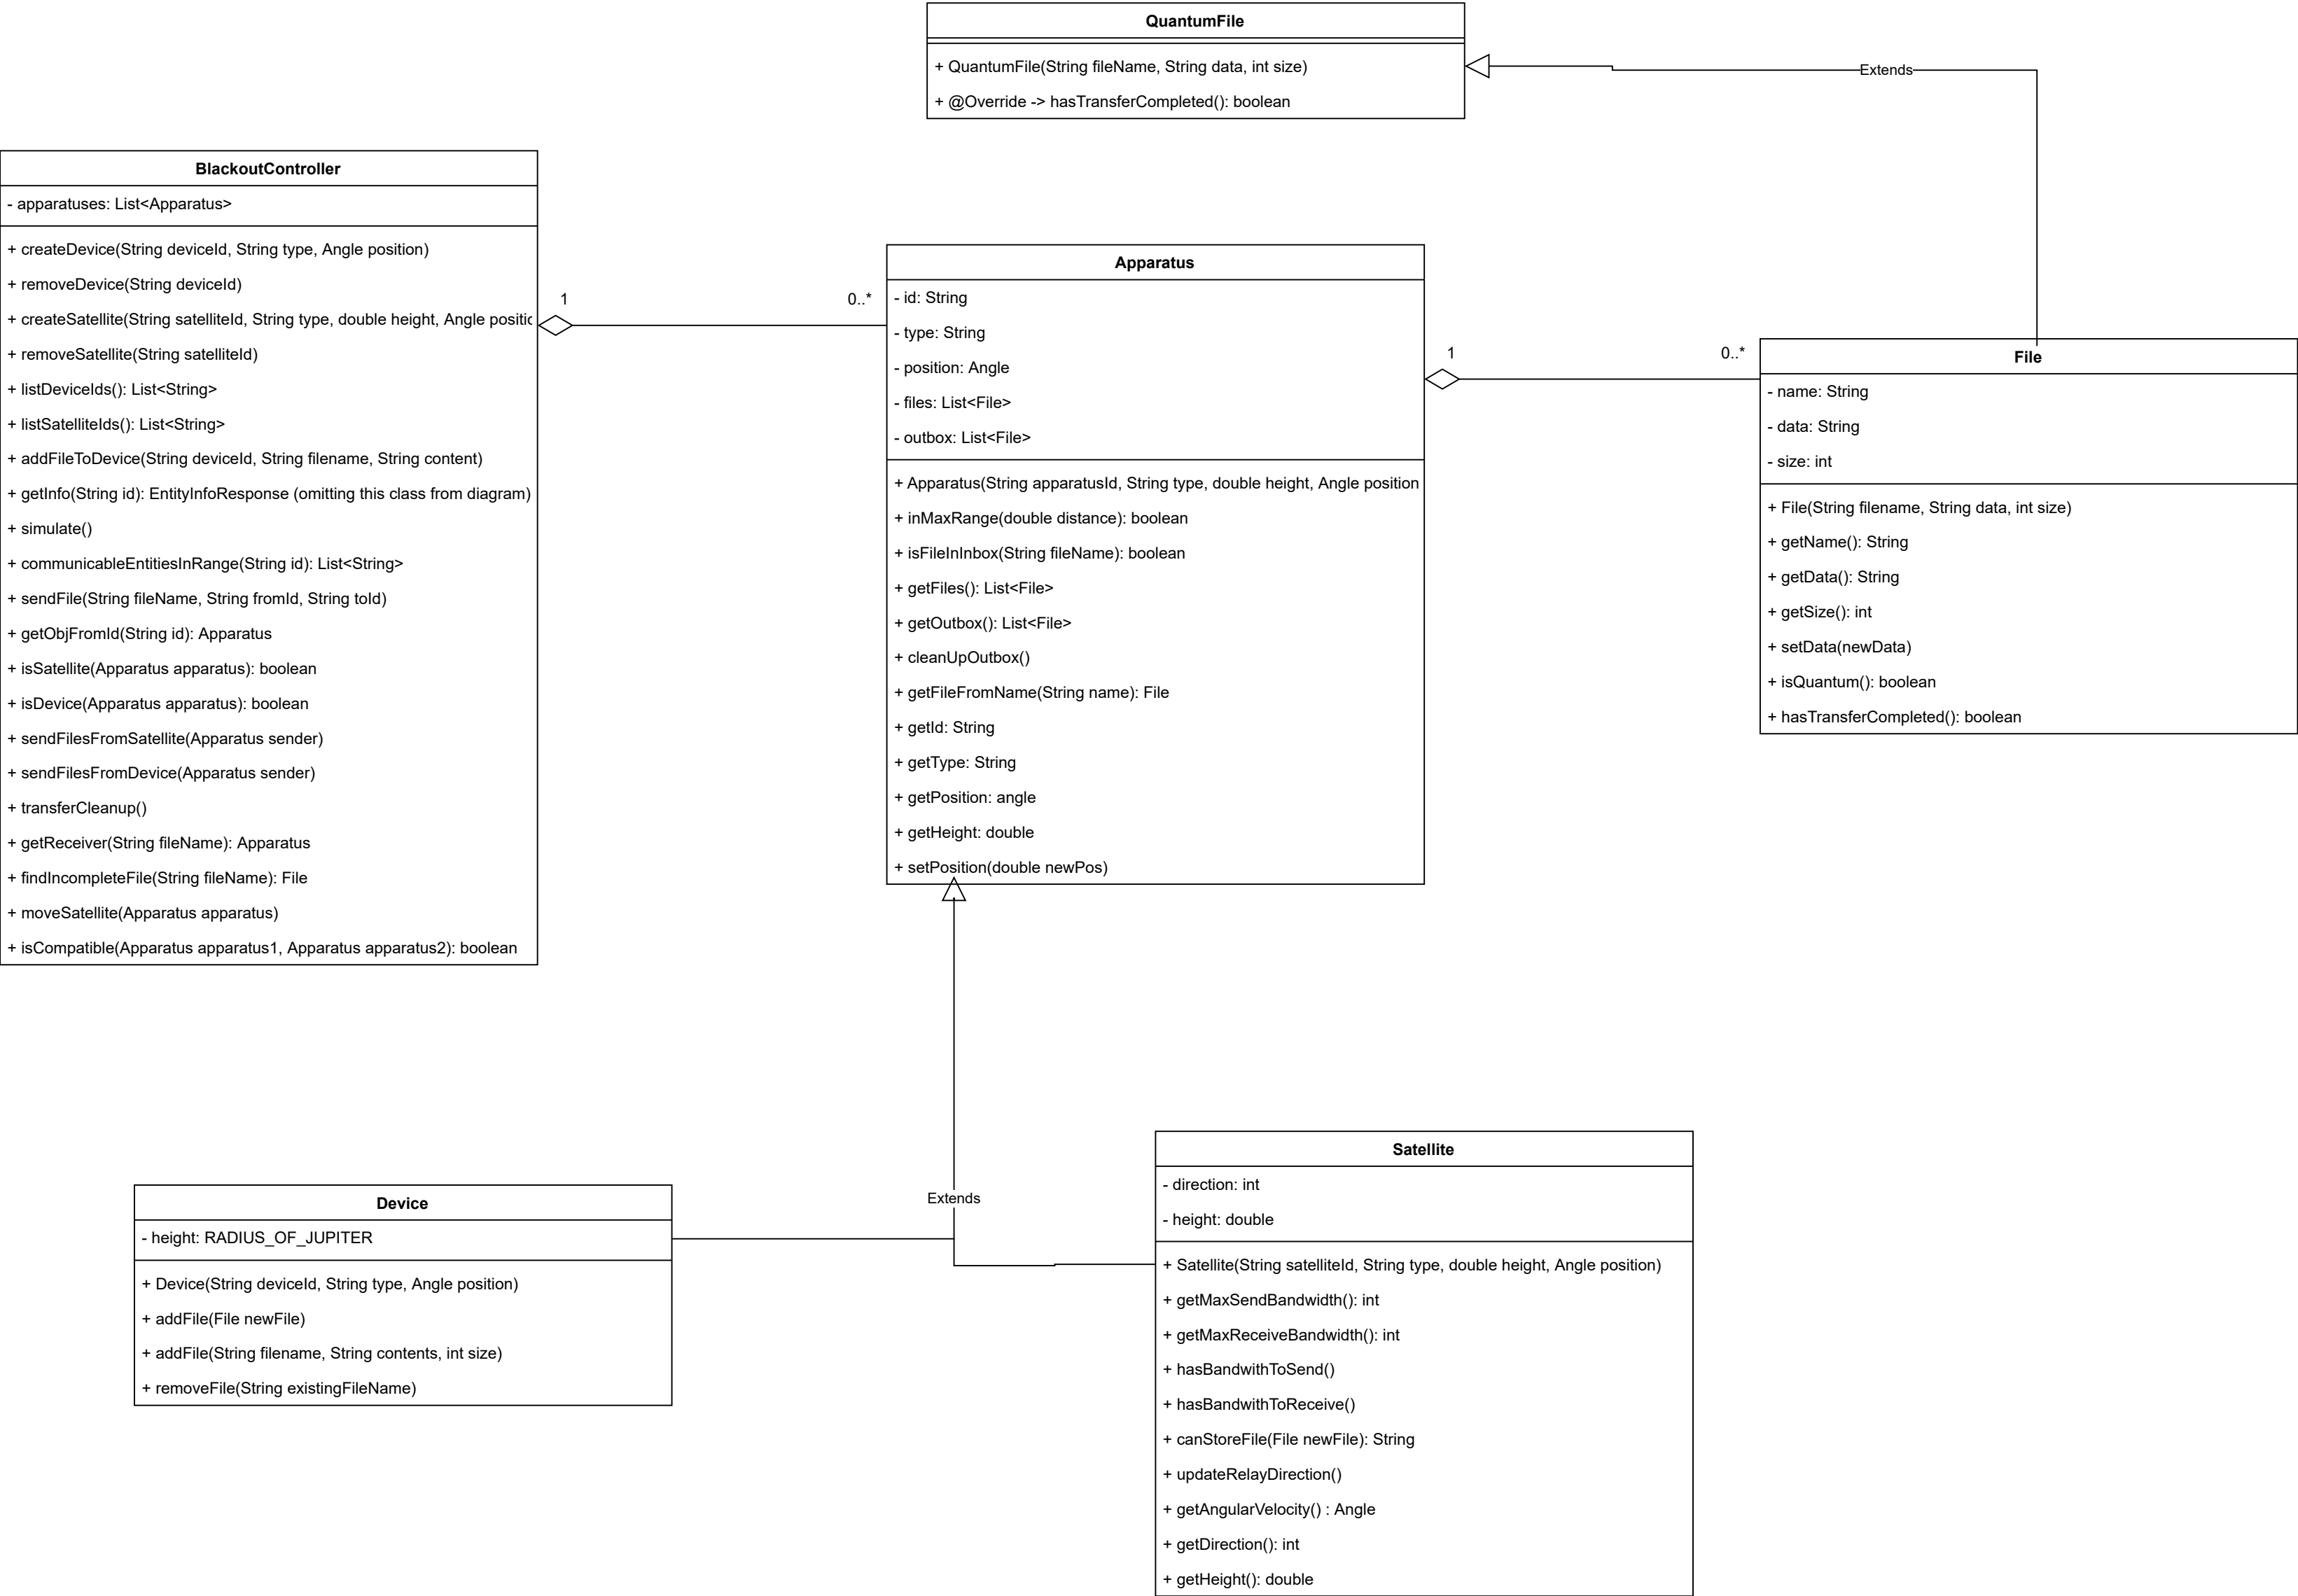 QuantumFile
+ QuantumFile(String fileName, String data, int size)
+ @Override -> hasTransferCompleted(): boolean
Extends
BlackoutController
- apparatuses: List<Apparatus>
+ createDevice(String deviceId, String type, Angle position)
+ removeDevice(String deviceId)
+ createSatellite(String satelliteId, String type, double height, Angle positic
+ removeSatellite(String satelliteId)
+ listDeviceIds(): List<String>
+ listSatelliteIds(): List<String>
+ addFileToDevice(String deviceId, String filename, String content)
+ getInfo(String id): EntityInfoResponse (omitting this class from diagram)
+ simulate()
+ communicableEntitiesInRange(String id): List<String>
+ sendFile(String fileName, String fromId, String toId)
+ getObjFromId(String id): Apparatus
+ isSatellite(Apparatus apparatus): boolean
+ isDevice(Apparatus apparatus): boolean
+ sendFilesFromSatellite(Apparatus sender)
+ sendFilesFromDevice(Apparatus sender)
+ transferCleanup()
+ getReceiver(String fileName): Apparatus
+ findIncompleteFile(String fileName): File
+ moveSatellite(Apparatus apparatus)
+ isCompatible(Apparatus apparatus1, Apparatus apparatus2): boolean
1
0..*
Apparatus
- id: String
- type: String
- position: Angle
- files: List<File>
- outbox: List<File>
+ Apparatus(String apparatusId, String type, double height, Angle position
+ inMaxRange(double distance): boolean
+ isFileInInbox(String fileName): boolean
+ getFiles(): List<File>
+ getOutbox(): List<File>
+ cleanUpOutbox()
+ getFileFromName(String name): File
+ getId: String
+ getType: String
+ getPosition: angle
+ getHeight: double
+ setPosition(double newPos)
1
0..*
File
- name: String
- data: String
- size: int
+ File(String filename, String data, int size)
+ getName(): String
+ getData(): String
+ getSize(): int
+ setData(newData)
+ isQuantum(): boolean
+ hasTransferCompleted(): boolean
Extends
Device
- height: RADIUS_OF_JUPITER
+ Device(String deviceId, String type, Angle position)
+ addFile(File newFile)
+ addFile(String filename, String contents, int size)
+ removeFile(String existingFileName)
Satellite
- direction: int
- height: double
+ Satellite(String satelliteId, String type, double height, Angle position)
+ getMaxSendBandwidth(): int
+ getMaxReceiveBandwidth(): int
+ hasBandwithToSend()
+ hasBandwithToReceive()
+ canStoreFile(File newFile): String
+ updateRelayDirection()
+ getAngularVelocity() : Angle
+ getDirection(): int
+ getHeight(): double